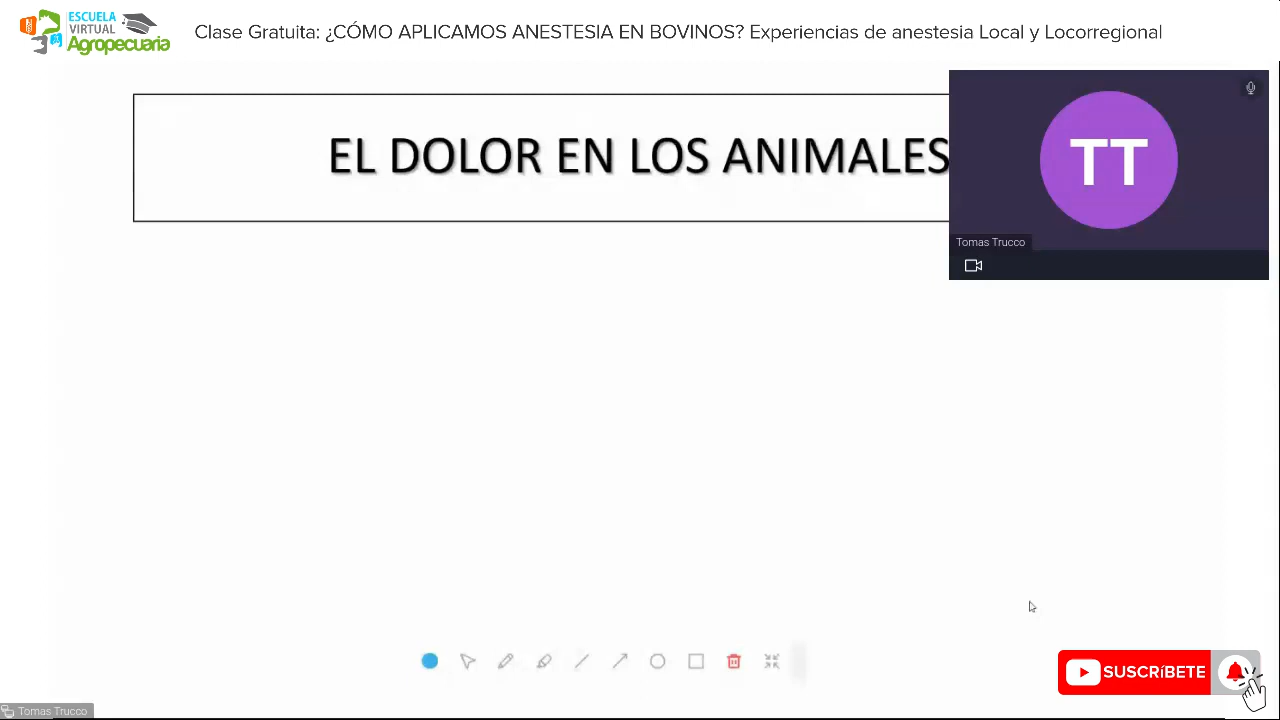 ESCUELA
VIRTUAL
Agropecuaria
Clase Gratuita: ¿CÓMO APLICAMOS ANESTESIA EN BOVINOS? Experiencias de anestesia Local y Locorregional
EL DOLOR EN LOS ANIMALES
TT
Tomas Trucco
SUSCRíBETE
Tomas Trucco